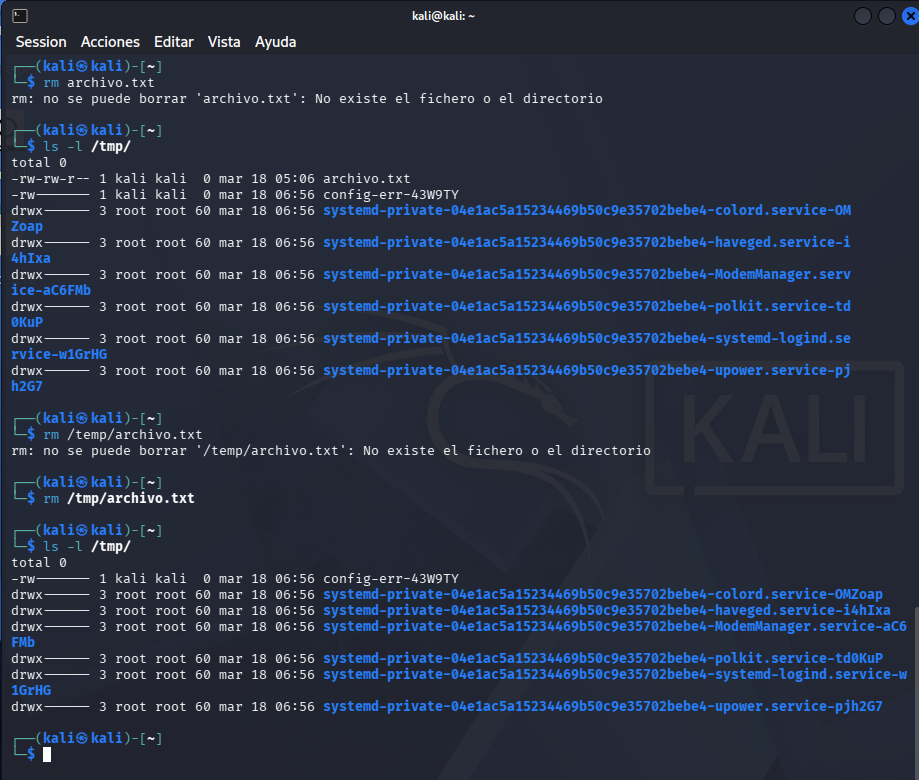 kali@kali: ~
Session Acciones Editar Vista Ayuda
┌──(kali㉿kali)-[~]
└─$ rm archivo.txt
rm: no se puede borrar 'archivo.txt': No existe el fichero o el directorio
┌──(kali㉿kali)-[~]
└─$ ls -l /tmp/
total 0
-rw-rw-r-- 1 kali kali  0 mar 18 05:06 archivo.txt
-rw------- 1 kali kali  0 mar 18 06:56 config-err-43W9TY
drwx------ 3 root root 60 mar 18 06:56 systemd-private-04e1ac5a15234469b50c9e35702bebe4-colord.service-OM
Zoap
drwx------ 3 root root 60 mar 18 06:56 systemd-private-04e1ac5a15234469b50c9e35702bebe4-haveged.service-i
4hIxa
drwx------ 3 root root 60 mar 18 06:56 systemd-private-04e1ac5a15234469b50c9e35702bebe4-ModemManager.serv
ice-aC6FMb
drwx------ 3 root root 60 mar 18 06:56 systemd-private-04e1ac5a15234469b50c9e35702bebe4-polkit.service-td
0KuP
drwx------ 3 root root 60 mar 18 06:56 systemd-private-04e1ac5a15234469b50c9e35702bebe4-systemd-logind.se
rvice-w1GrHG
drwx------ 3 root root 60 mar 18 06:56 systemd-private-04e1ac5a15234469b50c9e35702bebe4-upower.service-pj
h2G7
┌──(kali㉿kali)-[~]
└─$ rm /temp/archivo.txt
rm: no se puede borrar '/temp/archivo.txt': No existe el fichero o el directorio
┌──(kali㉿kali)-[~]
└─$ rm /tmp/archivo.txt
┌──(kali㉿kali)-[~]
└─$ ls -l /tmp/
total 0
-rw------- 1 kali kali  0 mar 18 06:56 config-err-43W9TY
drwx------ 3 root root 60 mar 18 06:56 systemd-private-04e1ac5a15234469b50c9e35702bebe4-colord.service-OMZoap
drwx------ 3 root root 60 mar 18 06:56 systemd-private-04e1ac5a15234469b50c9e35702bebe4-haveged.service-i4hIxa
drwx------ 3 root root 60 mar 18 06:56 systemd-private-04e1ac5a15234469b50c9e35702bebe4-ModemManager.service-aC6
FMb
drwx------ 3 root root 60 mar 18 06:56 systemd-private-04e1ac5a15234469b50c9e35702bebe4-polkit.service-td0KuP
drwx------ 3 root root 60 mar 18 06:56 systemd-private-04e1ac5a15234469b50c9e35702bebe4-systemd-logind.service-w
1GrHG
drwx------ 3 root root 60 mar 18 06:56 systemd-private-04e1ac5a15234469b50c9e35702bebe4-upower.service-pjh2G7
┌──(kali㉿kali)-[~]
└─$
KALI